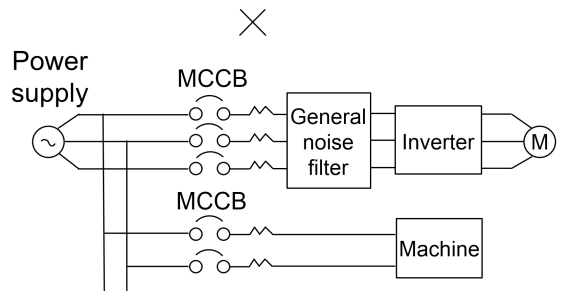 Power
supply
MCCB
General
noise
filter
Inverter
M
MCCB
Machine